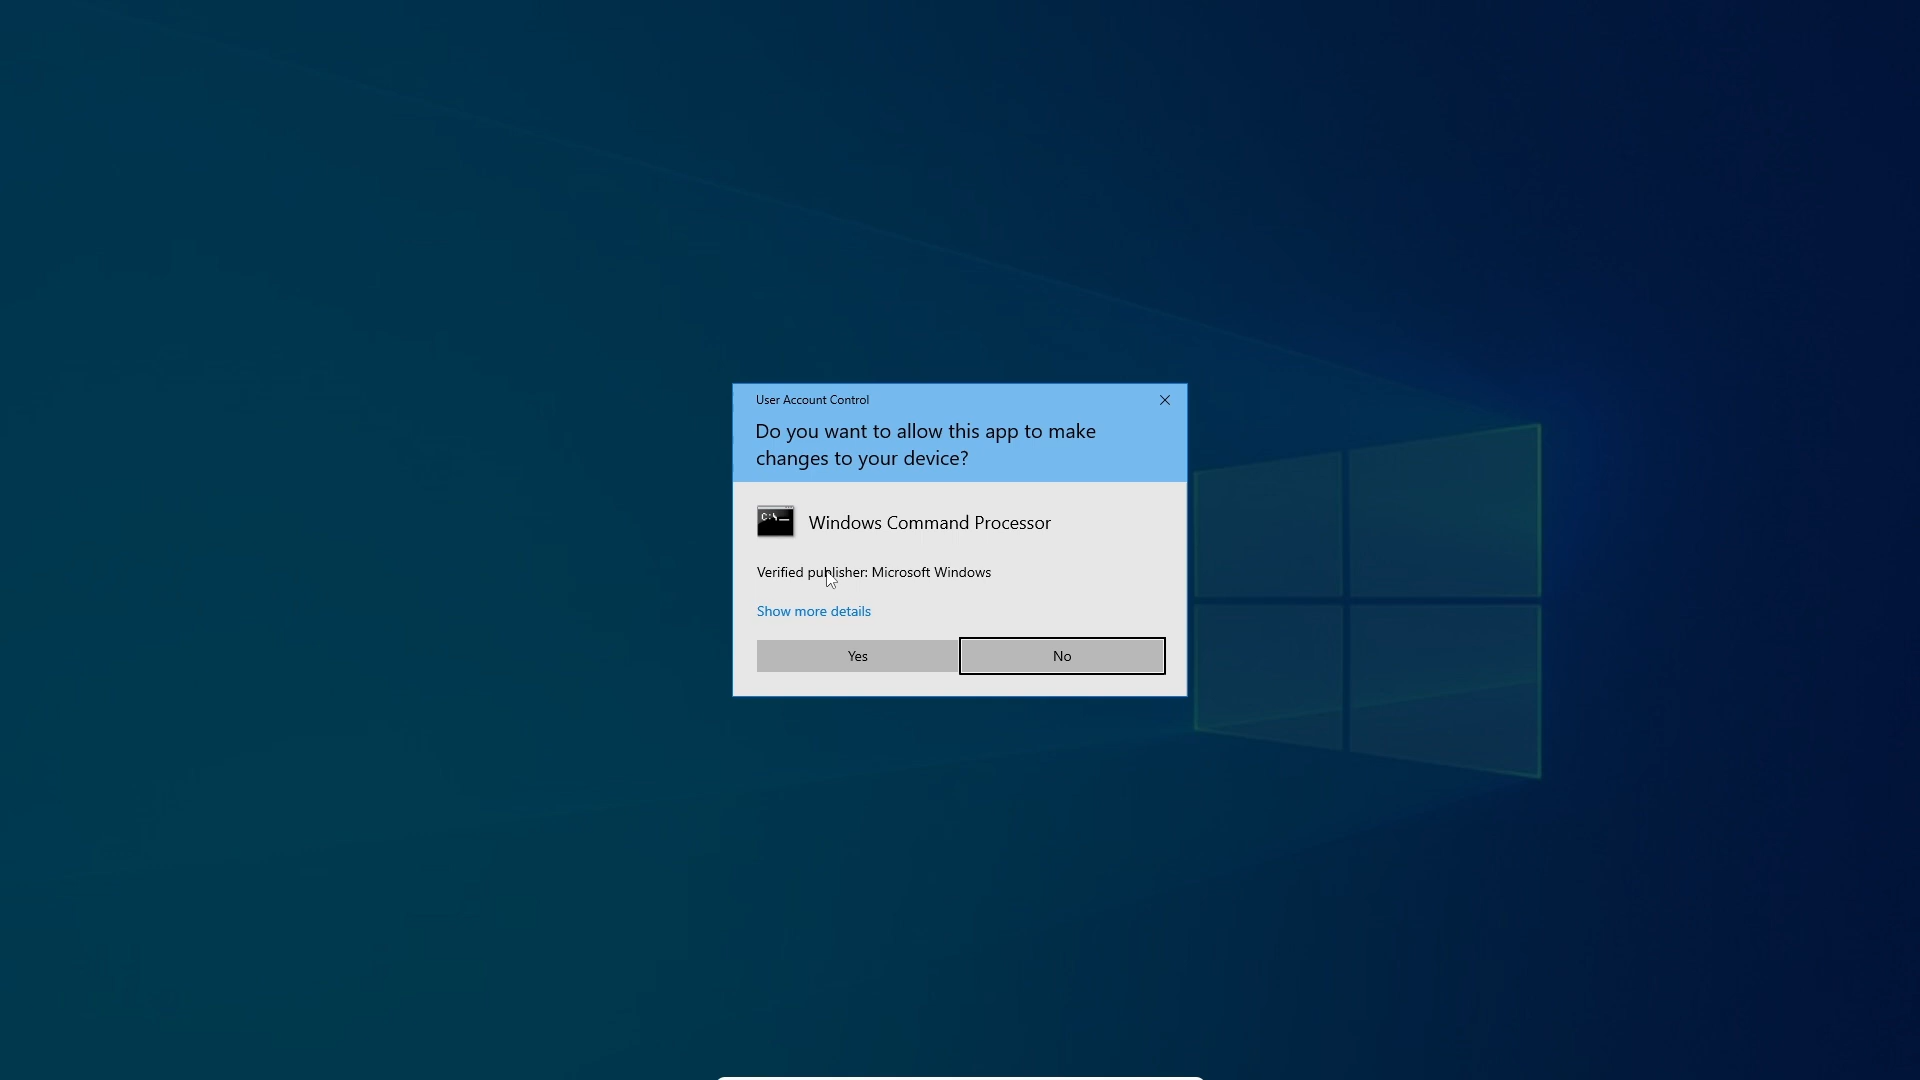 User Account Control
Do you want to allow this app to make
changes to your device?
C:\_
Windows Command Processor
Verified publisher: Microsoft Windows
Show more details
Yes
No